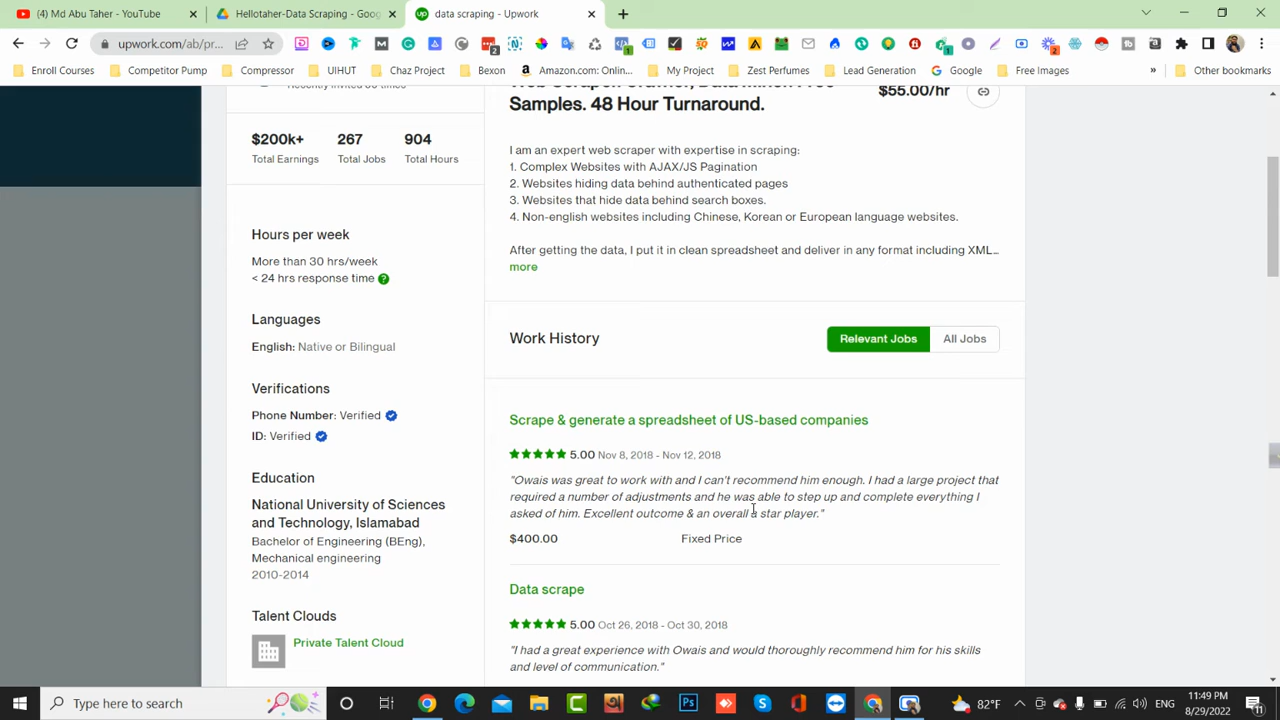 (4) Md Abu Taher - YouTube
Hellotaher-Data Scraping - Goog
data scraping - Upwork
upwork.com/ab/pr...
Enroll Courses
Competitor Pump
Compressor
UIHUT
Chaz Project
Bexon
Amazon.com: Onlin...
My Project
Zest Perfumes
Lead Generation
Google
Free Images
»
Other bookmarks
$55.00/hr
Samples. 48 Hour Turnaround.
$200k+
267
904
Total Earnings
Total Jobs
Total Hours
I am an expert web scraper with expertise in scraping:
1. Complex Websites with AJAX/JS Pagination
2. Websites hiding data behind authenticated pages
3. Websites that hide data behind search boxes.
4. Non-english websites including Chinese, Korean or European language websites.
After getting the data, I put it in clean spreadsheet and deliver in any format including XML...
more
Hours per week
More than 30 hrs/week
< 24 hrs response time
Languages
English: Native or Bilingual
Verifications
Phone Number: Verified
ID: Verified
Education
National University of Sciences
and Technology, Islamabad
Bachelor of Engineering (BEng),
Mechanical engineering
2010-2014
Talent Clouds
Private Talent Cloud
Work History
Relevant Jobs
All Jobs
Scrape & generate a spreadsheet of US-based companies
5.00 Nov 8, 2018 - Nov 12, 2018
"Owais was great to work with and I can't recommend him enough. I had a large project that
required a number of adjustments and he was able to step up and complete everything I
asked of him. Excellent outcome & an overall a star player."
$400.00
Fixed Price
Data scrape
5.00 Oct 26, 2018 - Oct 30, 2018
"I had a great experience with Owais and would thoroughly recommend him for his skills
and level of communication."
Type here to search
82°F
ENG
11:49 PM
8/29/2022